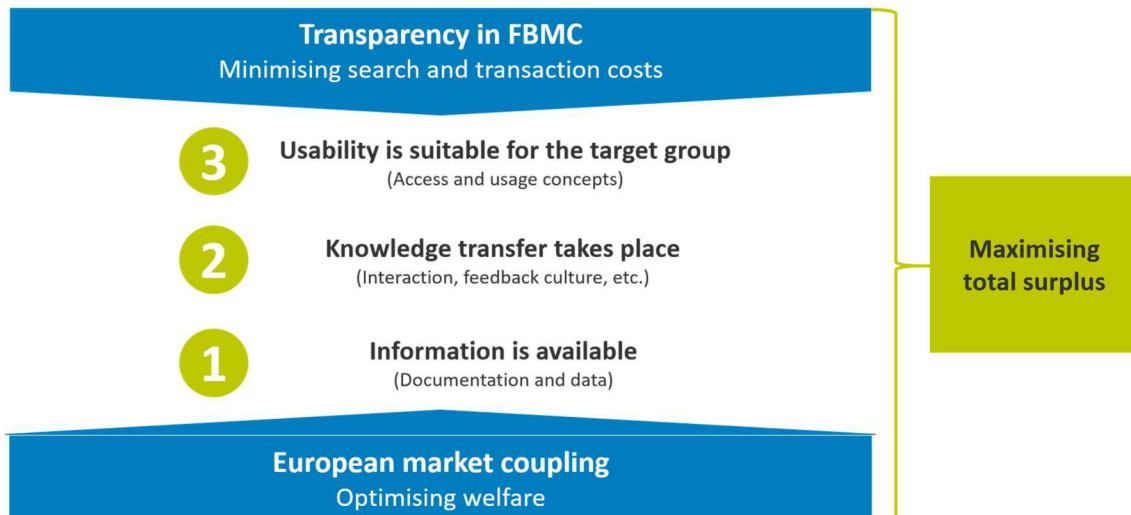 Transparency in FBMC
Minimising search and transaction costs
3
Usability is suitable for the target group
(Access and usage concepts)
2
Knowledge transfer takes place
(Interaction, feedback culture, etc.)
1
Information is available
(Documentation and data)
European market coupling
Optimising welfare
Maximising
total surplus